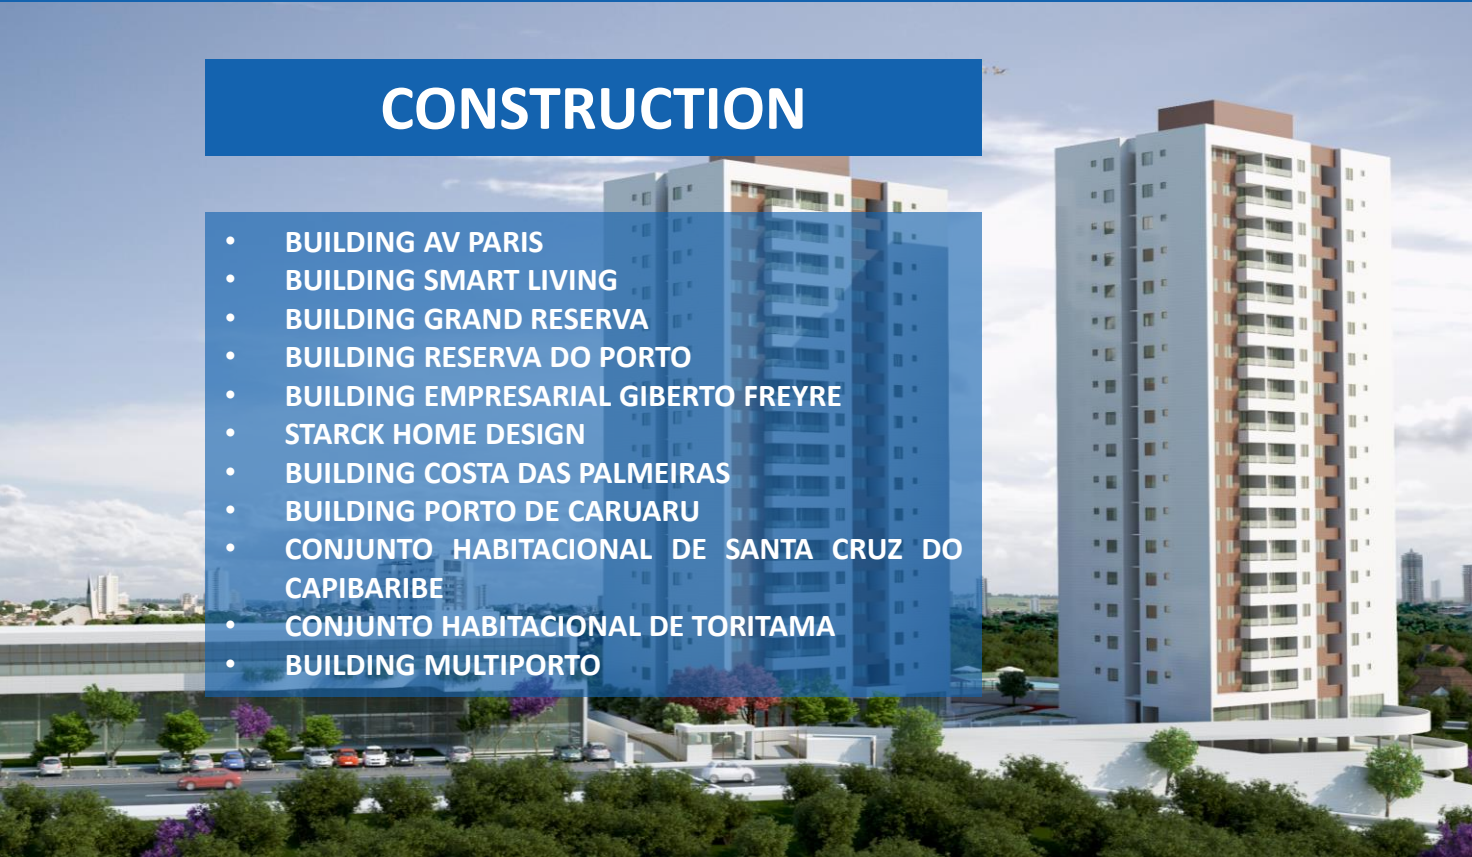 CONSTRUCTION
• BUILDING AV PARIS
• BUILDING SMART LIVING
• BUILDING GRAND RESERVA
• BUILDING RESERVA DO PORTO
• BUILDING EMPRESARIAL GIBERTO FREYRE
• STARCK HOME DESIGN
• BUILDING COSTA DAS PALMEIRAS
• BUILDING PORTO DE CARUARU
• CONJUNTO HABITACIONAL DE SANTA CRUZ DO
CAPIBARIBE
• CONJUNTO HABITACIONAL DE TORITAMA
• BUILDING MULTIPORTO